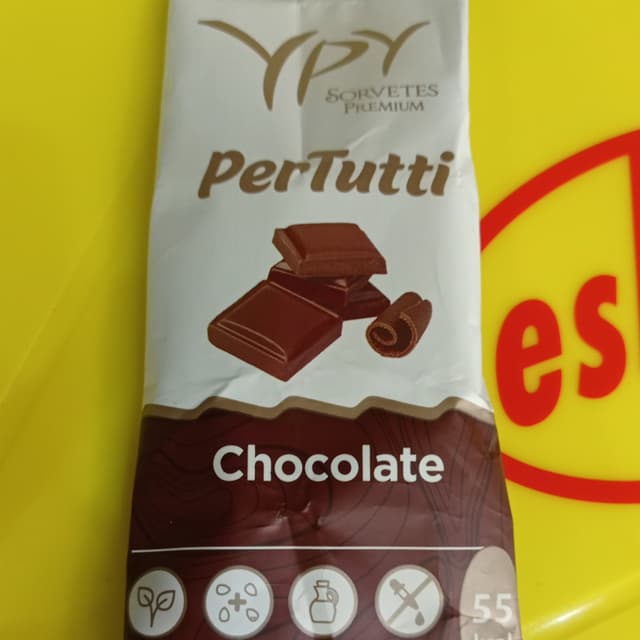 YPY
SORVETES
PREMIUM
PerTutti
Chocolate
55